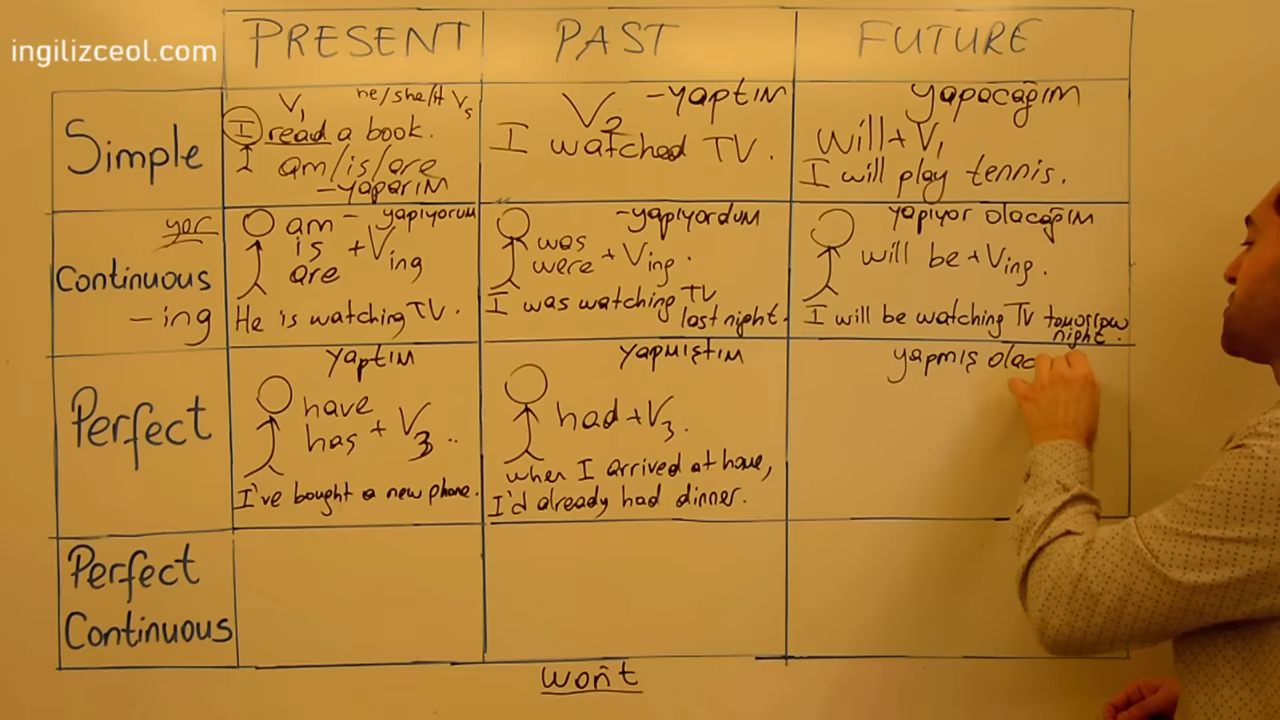 ingilizceol.com
PRESENT PAST FUTURE
Simple
V1 he/she/it Vs
I read a book.
am/is/are
-yaparım
V2 -yaptım
I watched TV.
yapacağım
will + V1
I will play tennis.
yor
Continuous
-ing
am - yapıyorum
is + Ving
are
He is watching TV.
-yapıyordum
was
were + Ving.
I was watching TV
last night.
yapıyor olacağım
will be + Ving.
I will be watching TV tomorrow
night.
Perfect
yaptım
have
has + V3 ..
I've bought a new phone.
yapmıştım
had + V3.
when I arrived at home,
I'd already had dinner.
yapmış olac
Perfect
Continuous
won't